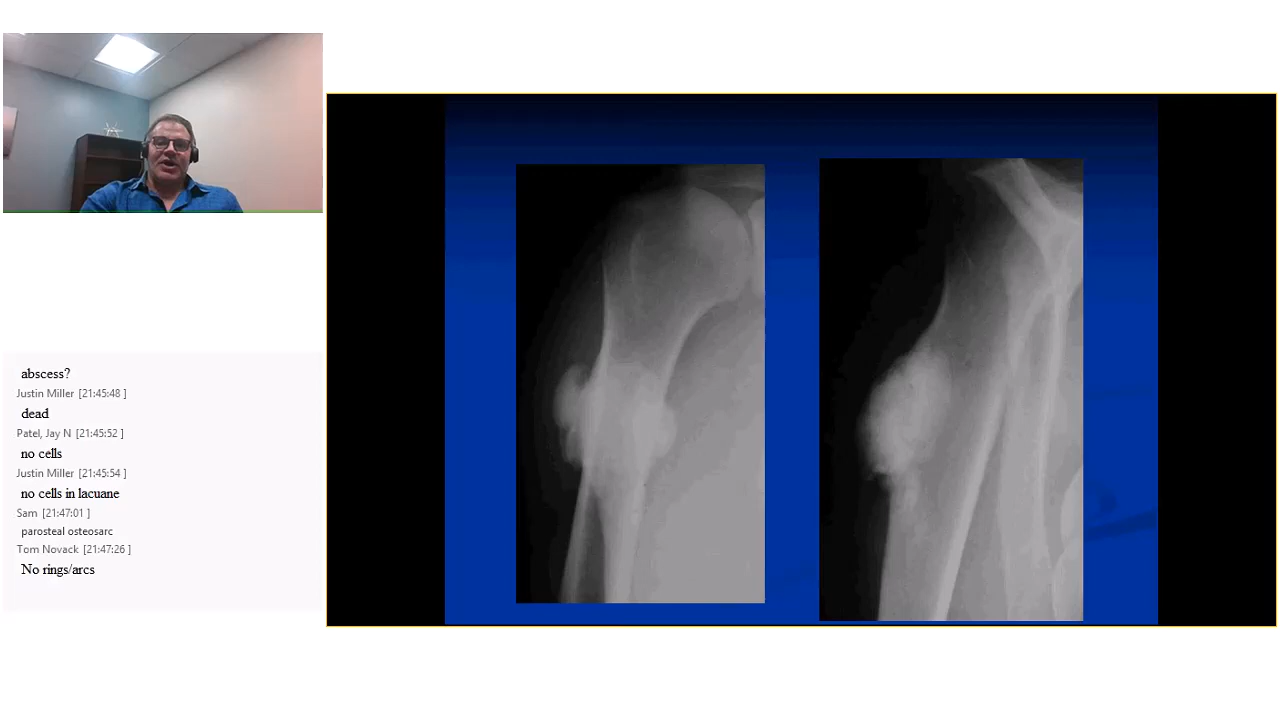 abscess?
Justin Miller [21:45:48 ]
dead
Patel, Jay N [21:45:52 ]
no cells
Justin Miller [21:45:54 ]
no cells in lacuane
Sam [21:47:01 ]
parosteal osteosarc
Tom Novack [21:47:26 ]
No rings/arcs